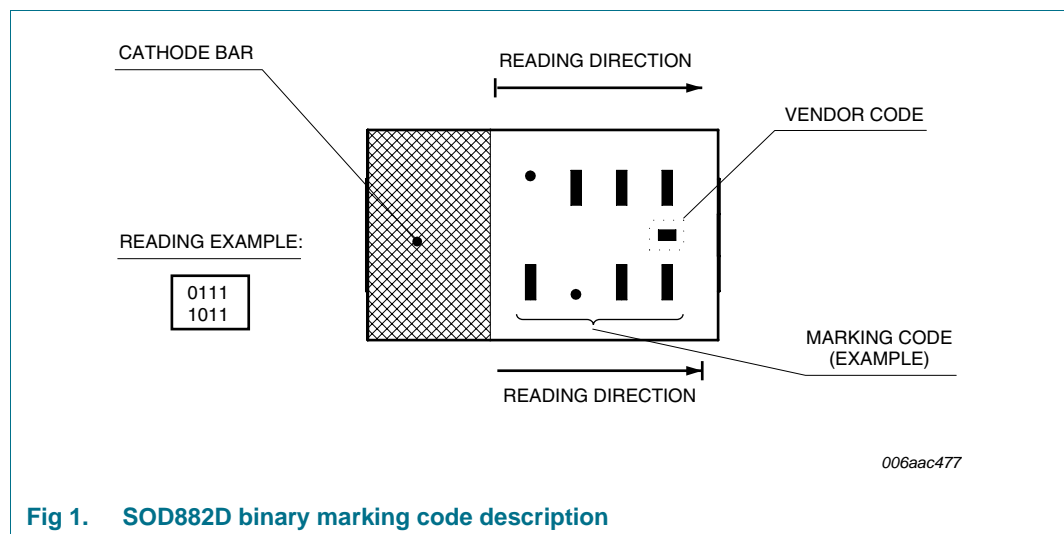 CATHODE BAR
READING DIRECTION
VENDOR CODE
READING EXAMPLE:
0111
1011
MARKING CODE
(EXAMPLE)
READING DIRECTION
006aac477
Fig 1. SOD882D binary marking code description